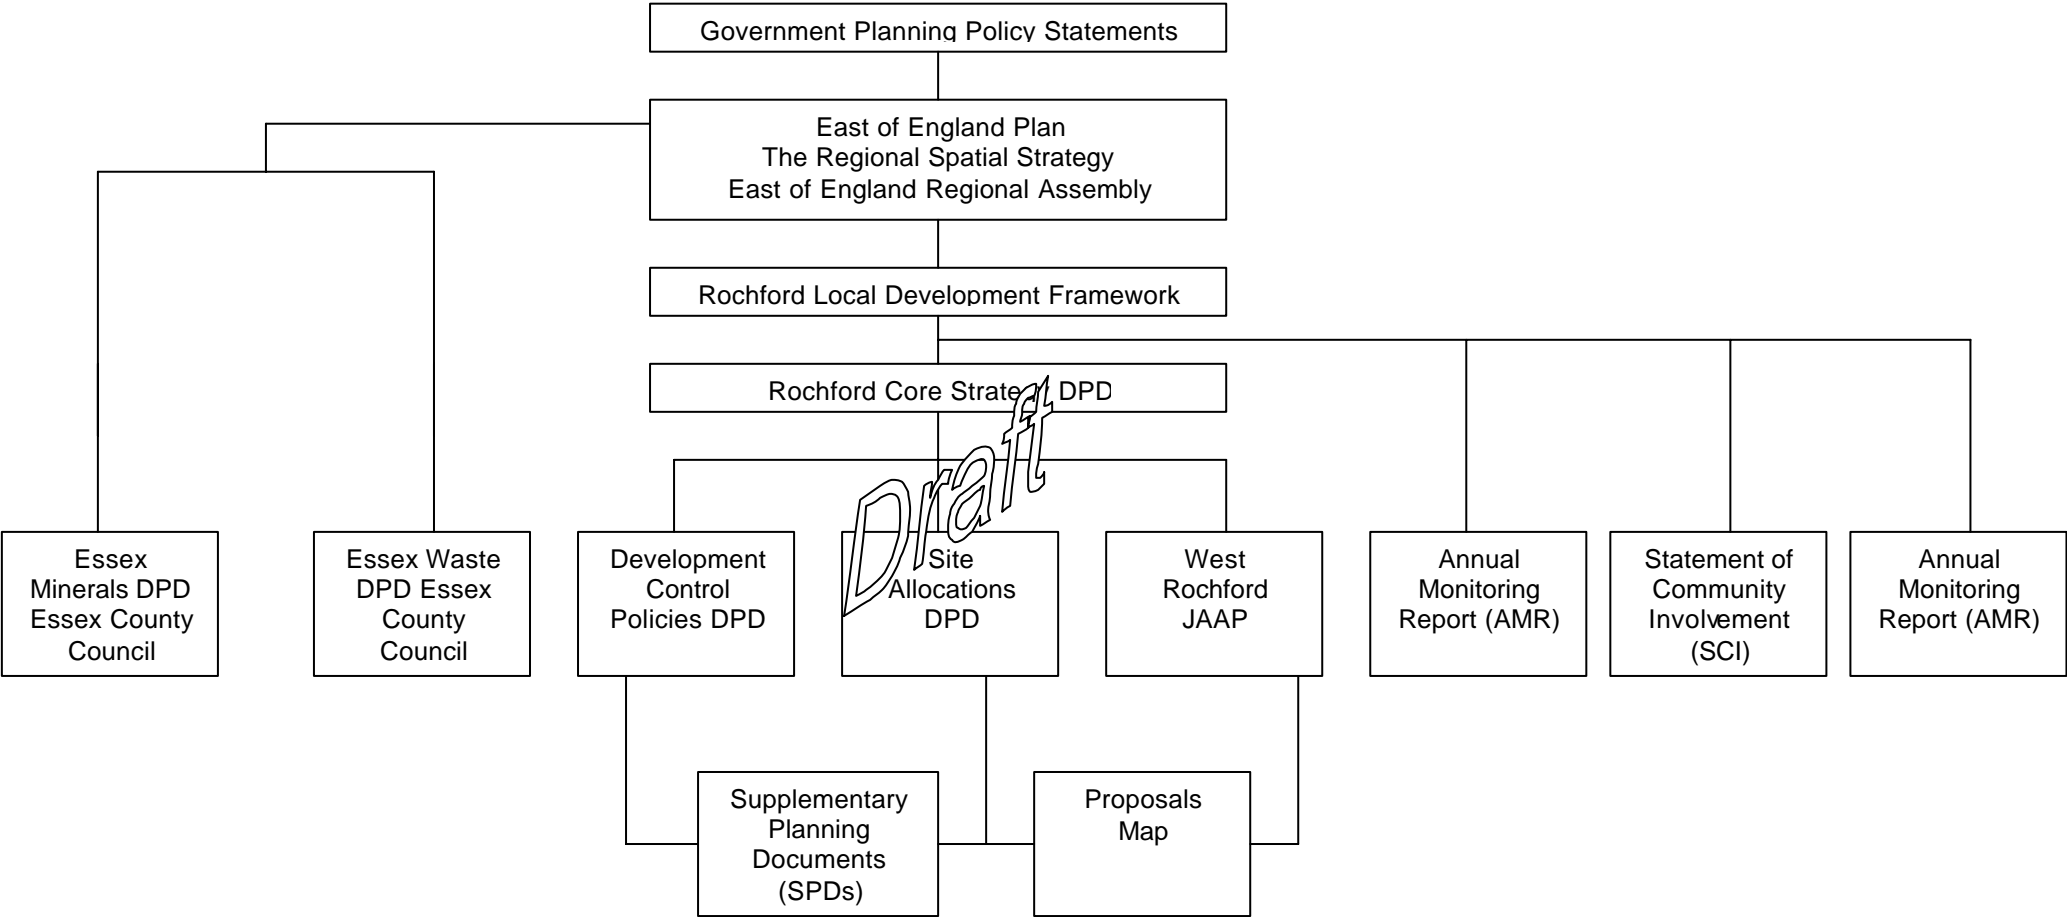 Government Planning Policy Statements
East of England Plan
The Regional Spatial Strategy
East of England Regional Assembly
Rochford Local Development Framework
Rochford Core Strategy DPD
Draft
Essex
Minerals DPD
Essex County
Council
Essex Waste
DPD Essex
County
Council
Development
Control
Policies DPD
Site
Allocations
DPD
West
Rochford
JAAP
Annual
Monitoring
Report (AMR)
Statement of
Community
Involvement
(SCI)
Annual
Monitoring
Report (AMR)
Supplementary
Planning
Documents
(SPDs)
Proposals
Map